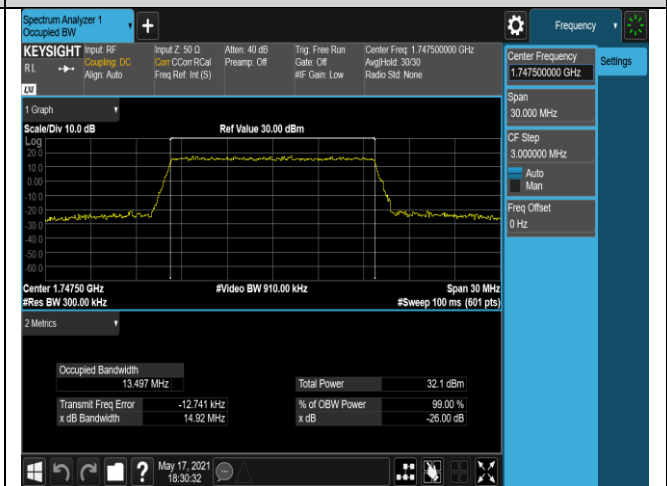 Spectrum Analyzer 1
Occupied BW
+
Frequency
KEYSIGHT
RL
Align: Auto
Input: RF
Coupling: DC
Input Z: 50 Ω
Corr CCorr RCal
Freq Ref: Int (S)
Atten: 40 dB
Preamp: Off
Trig: Free Run
Gate: Off
#IF Gain: Low
Center Freq: 1.747500000 GHz
Avg|Hold: 30/30
Radio Std: None
LXI
Center Frequency
1.747500000 GHz
Settings
Span
30.000 MHz
CF Step
3.000000 MHz
Auto
Man
Freq Offset
0 Hz
1 Graph
Scale/Div 10.0 dB
Ref Value 30.00 dBm
Log
20.0
10.0
0.00
-10.0
-20.0
-30.0
-40.0
-50.0
-60.0
Center 1.74750 GHz
#Video BW 910.00 kHz
Span 30 MHz
#Res BW 300.00 kHz
#Sweep 100 ms (601 pts)
2 Metrics
Occupied Bandwidth
13.497 MHz
Total Power
32.1 dBm
Transmit Freq Error
-12.741 kHz
% of OBW Power
99.00 %
x dB Bandwidth
14.92 MHz
x dB
-26.00 dB
?
May 17, 2021
18:30:32